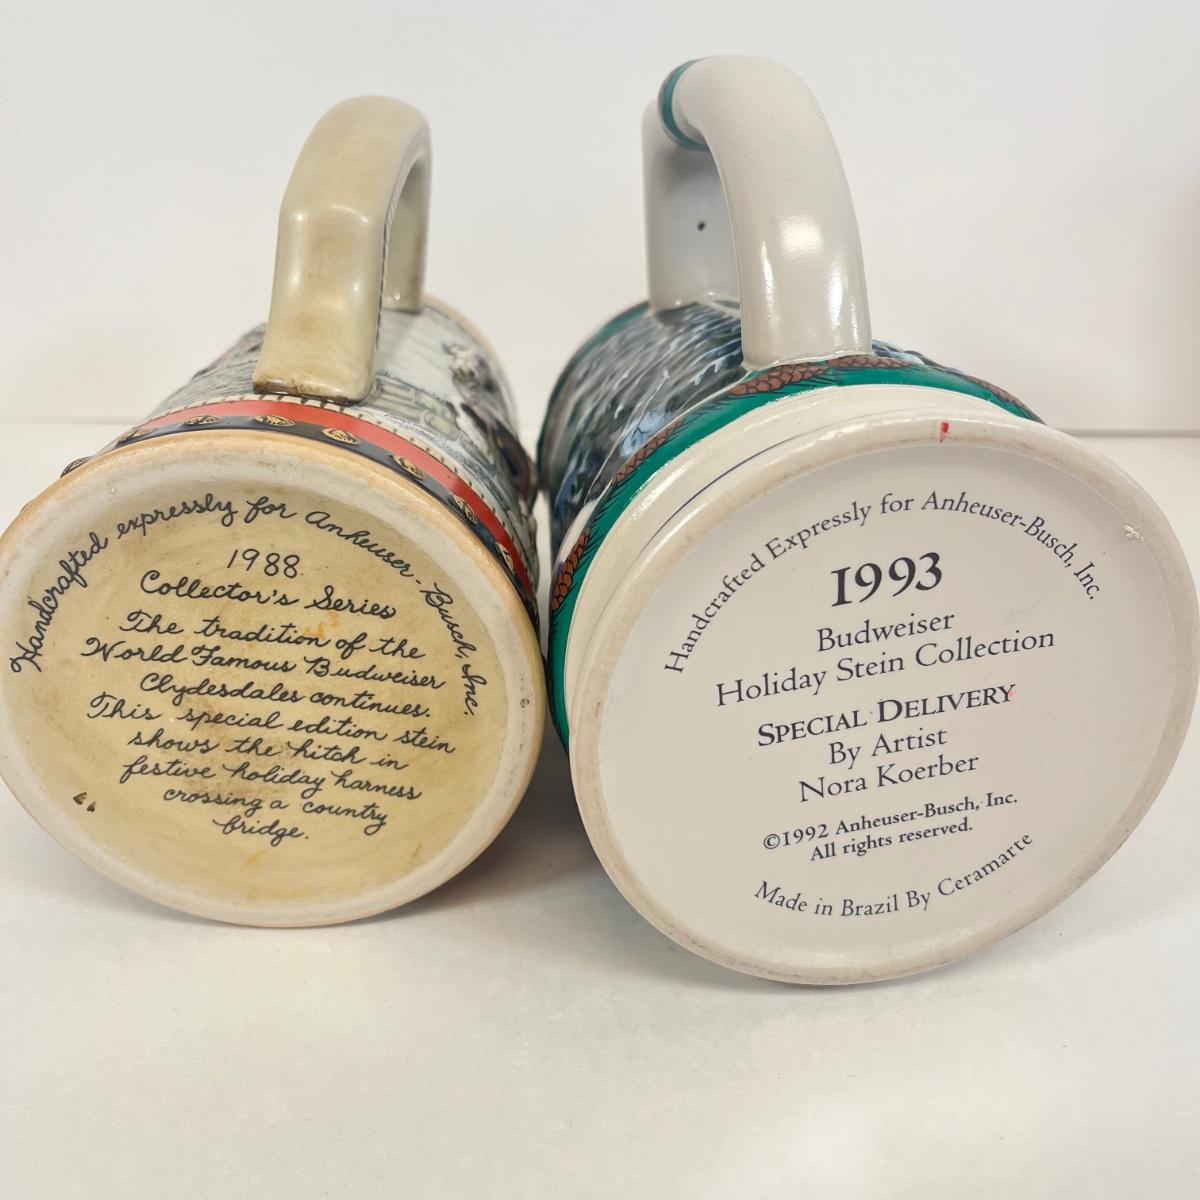 Handcrafted expressly for Anheuser-Busch, Inc.
1988
Collector's Series
The tradition of the
World Famous Budweiser
Clydesdales continues.
This special edition stein
shows the hitch in
festive holiday harness
crossing a country
bridge.
Handcrafted Expressly for Anheuser-Busch, Inc.
1993
Budweiser
Holiday Stein Collection
SPECIAL DELIVERY
By Artist
Nora Koerber
©1992 Anheuser-Busch, Inc.
All rights reserved.
Made in Brazil By Ceramarte